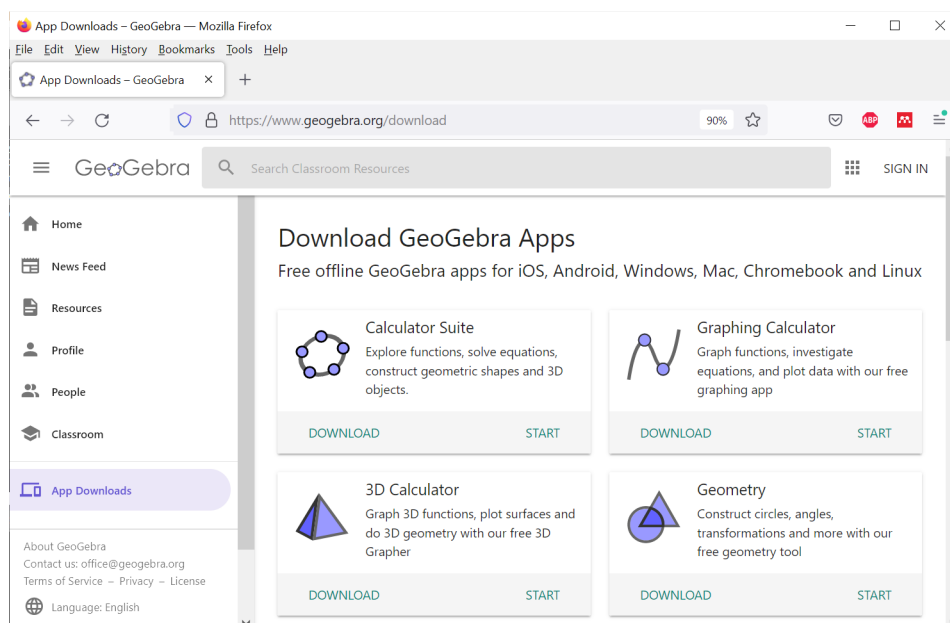 App Downloads – GeoGebra — Mozilla Firefox
File Edit View History Bookmarks Tools Help
App Downloads – GeoGebra
https://www.geogebra.org/download
90%
ABP
GeoGebra
Search Classroom Resources
SIGN IN
Home
News Feed
Resources
Profile
People
Classroom
App Downloads
About GeoGebra
Contact us: office@geogebra.org
Terms of Service – Privacy – License
Language: English
Download GeoGebra Apps
Free offline GeoGebra apps for iOS, Android, Windows, Mac, Chromebook and Linux
Calculator Suite
Explore functions, solve equations,
construct geometric shapes and 3D
objects.
DOWNLOAD START
Graphing Calculator
Graph functions, investigate
equations, and plot data with our free
graphing app
DOWNLOAD START
3D Calculator
Graph 3D functions, plot surfaces and
do 3D geometry with our free 3D
Grapher
DOWNLOAD START
Geometry
Construct circles, angles,
transformations and more with our
free geometry tool
DOWNLOAD START